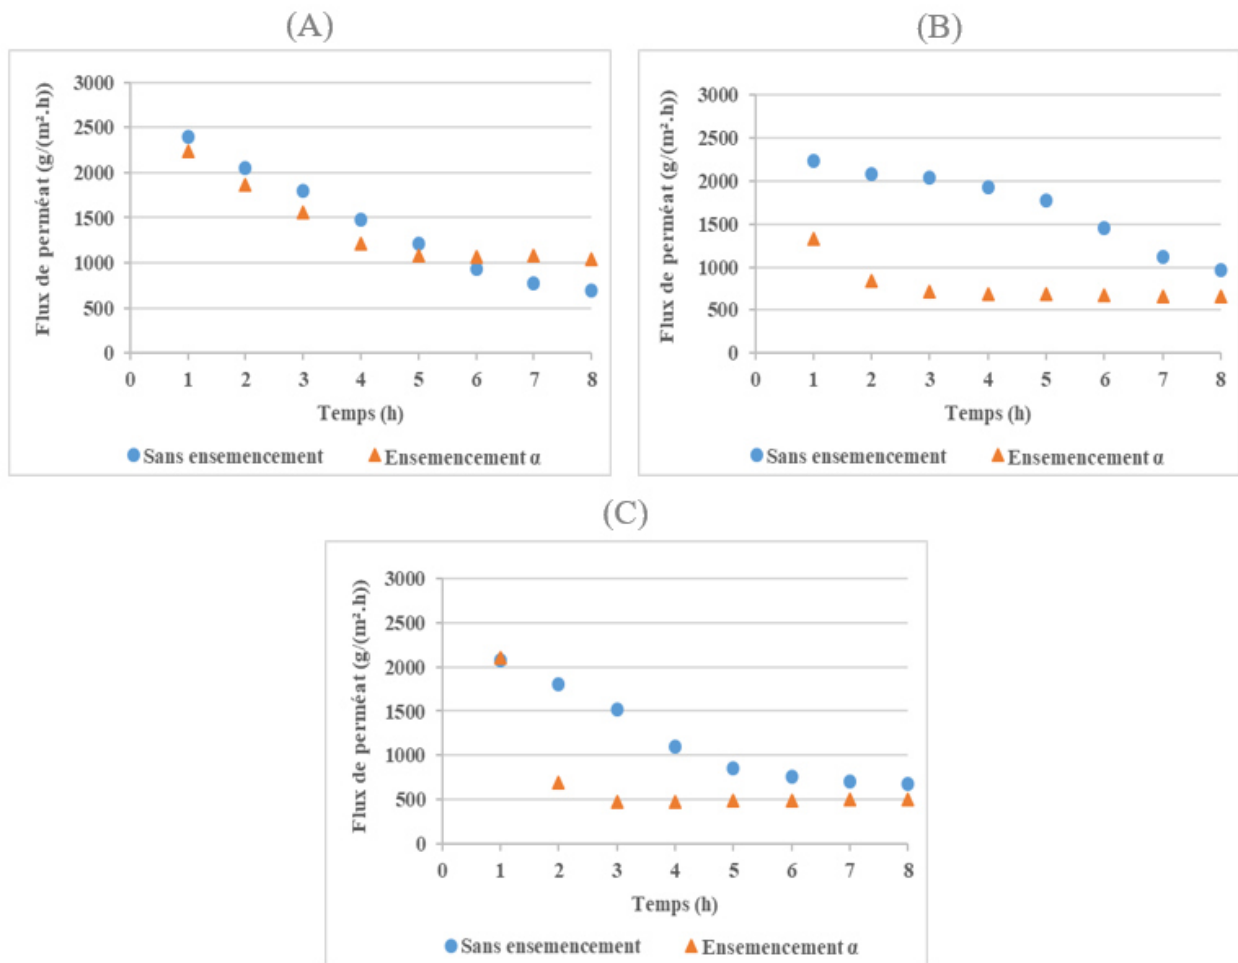 (A)
Flux de perméat (g/(m².h))
3000
2500
2000
1500
1000
500
0
0 1 2 3 4 5 6 7 8
Temps (h)
Sans ensemencement Ensemencement α
(B)
Flux de perméat (g/(m².h))
3000
2500
2000
1500
1000
500
0
0 1 2 3 4 5 6 7 8
Temps (h)
Sans ensemencement Ensemencement α
(C)
Flux de perméat (g/(m².h))
3000
2500
2000
1500
1000
500
0
0 1 2 3 4 5 6 7 8
Temps (h)
Sans ensemencement Ensemencement α